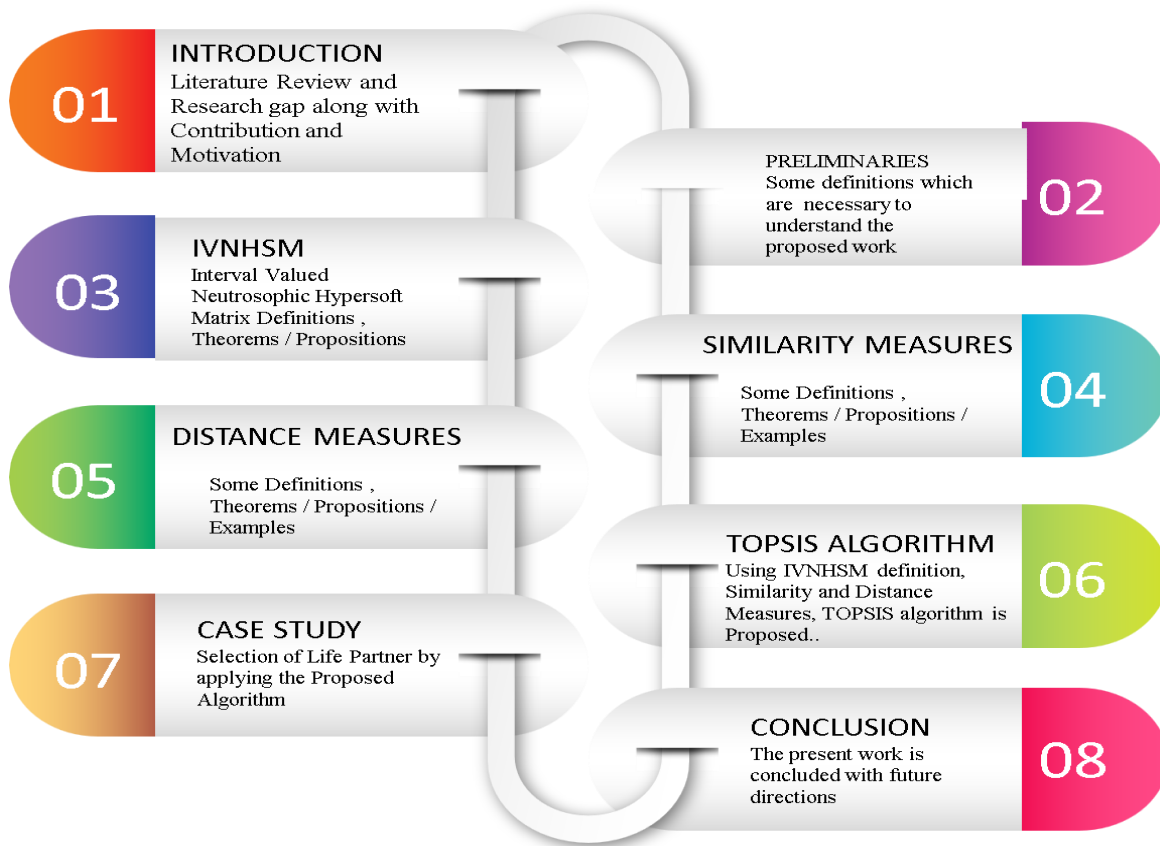 01
INTRODUCTION
Literature Review and
Research gap along with
Contribution and
Motivation
02
PRELIMINARIES
Some definitions which
are necessary to
understand the
proposed work
03
IVNHSM
Interval Valued
Neutrosophic Hypersoft
Matrix Definitions ,
Theorems / Propositions
04
SIMILARITY MEASURES
Some Definitions ,
Theorems / Propositions /
Examples
05
DISTANCE MEASURES
Some Definitions ,
Theorems / Propositions /
Examples
06
TOPSIS ALGORITHM
Using IVNHSM definition,
Similarity and Distance
Measures, TOPSIS algorithm is
Proposed..
07
CASE STUDY
Selection of Life Partner by
applying the Proposed
Algorithm
08
CONCLUSION
The present work is
concluded with future
directions